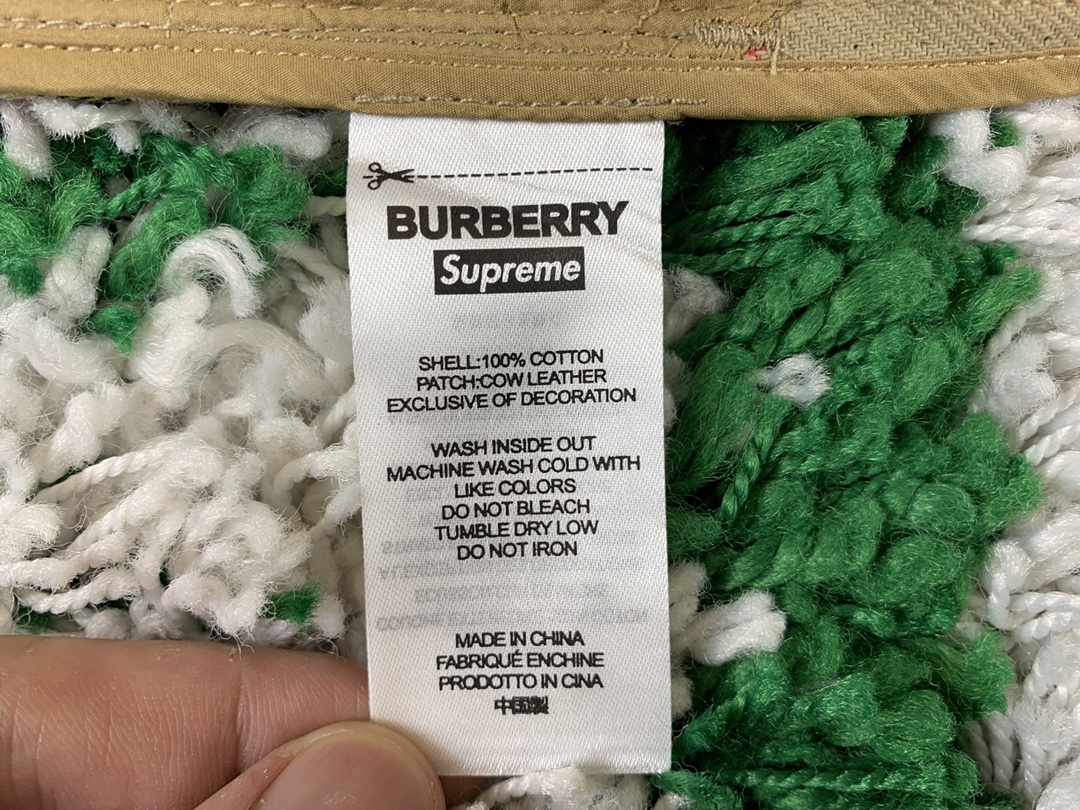 BURBERRY
Supreme
SHELL:100% COTTON
PATCH:COW LEATHER
EXCLUSIVE OF DECORATION
WASH INSIDE OUT
MACHINE WASH COLD WITH
LIKE COLORS
DO NOT BLEACH
TUMBLE DRY LOW
DO NOT IRON
MADE IN CHINA
FABRIQUÉ ENCHINE
PRODOTTO IN CINA
中国製